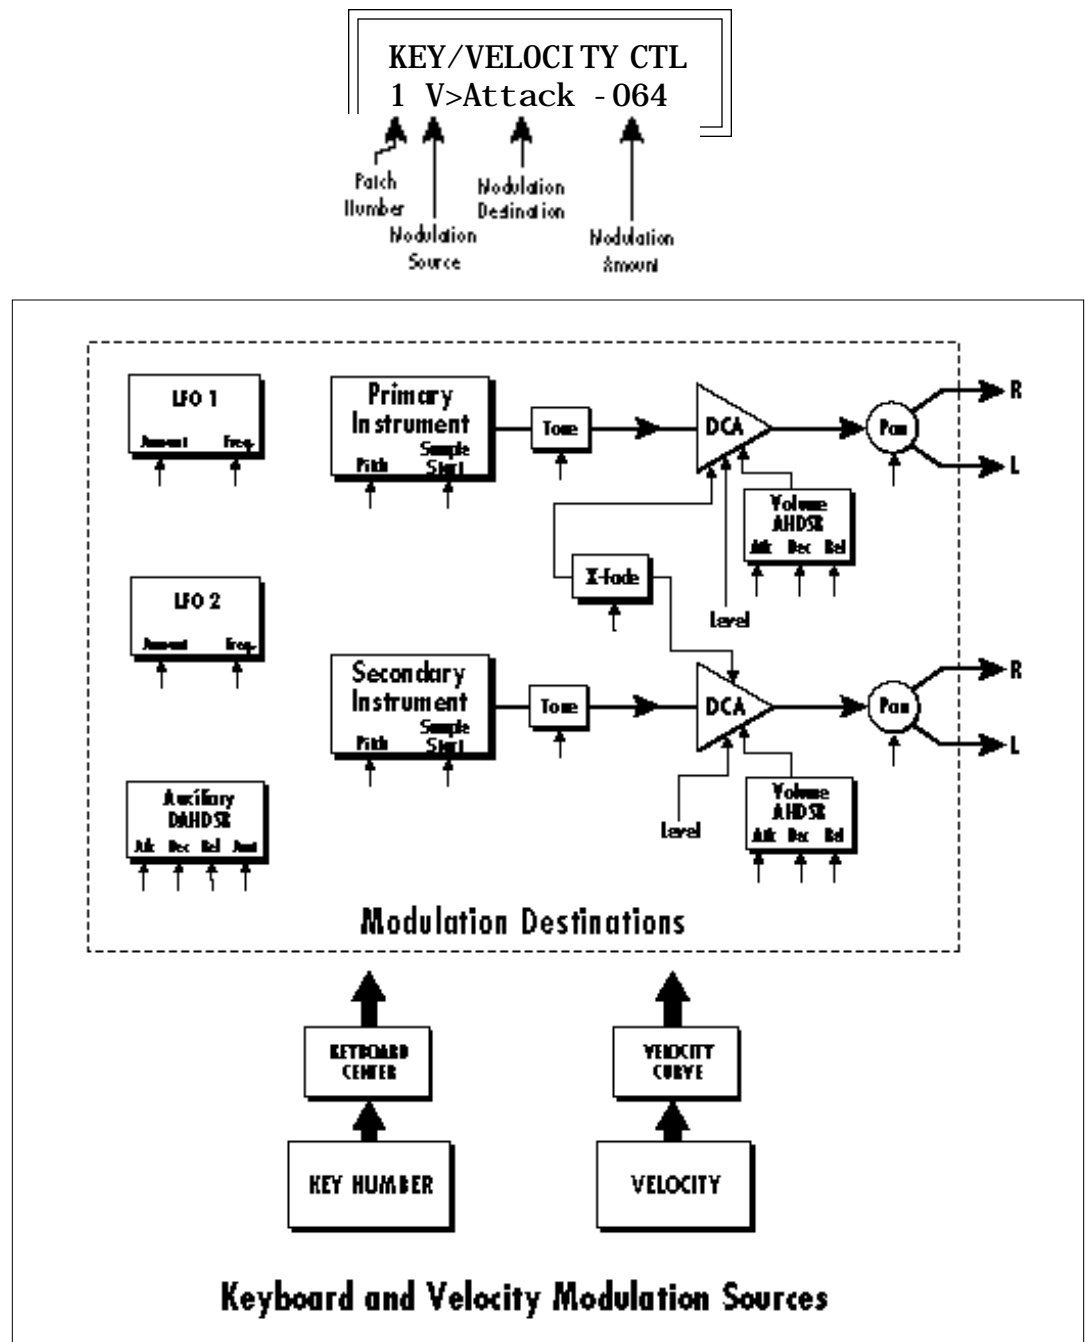 KEY/VELOCITY CTL
1 V>Attack -064
Patch
Number
Modulation
Source
Modulation
Destination
Modulation
Amount
LFO 1
Amount Freq.
Primary
Instrument
Pitch Sample
Start
Tone
DCA
Pan
R
L
Volume
AHDSR
Atk Dec Rel
X-fade
Level
LFO 2
Amount Freq.
Secondary
Instrument
Pitch Sample
Start
Tone
DCA
Pan
R
L
Volume
AHDSR
Atk Dec Rel
Level
Auxiliary
DAHDSR
Atk Dec Rel Amt
Modulation Destinations
KEYBOARD
CENTER
VELOCITY
CURVE
KEY NUMBER
VELOCITY
Keyboard and Velocity Modulation Sources